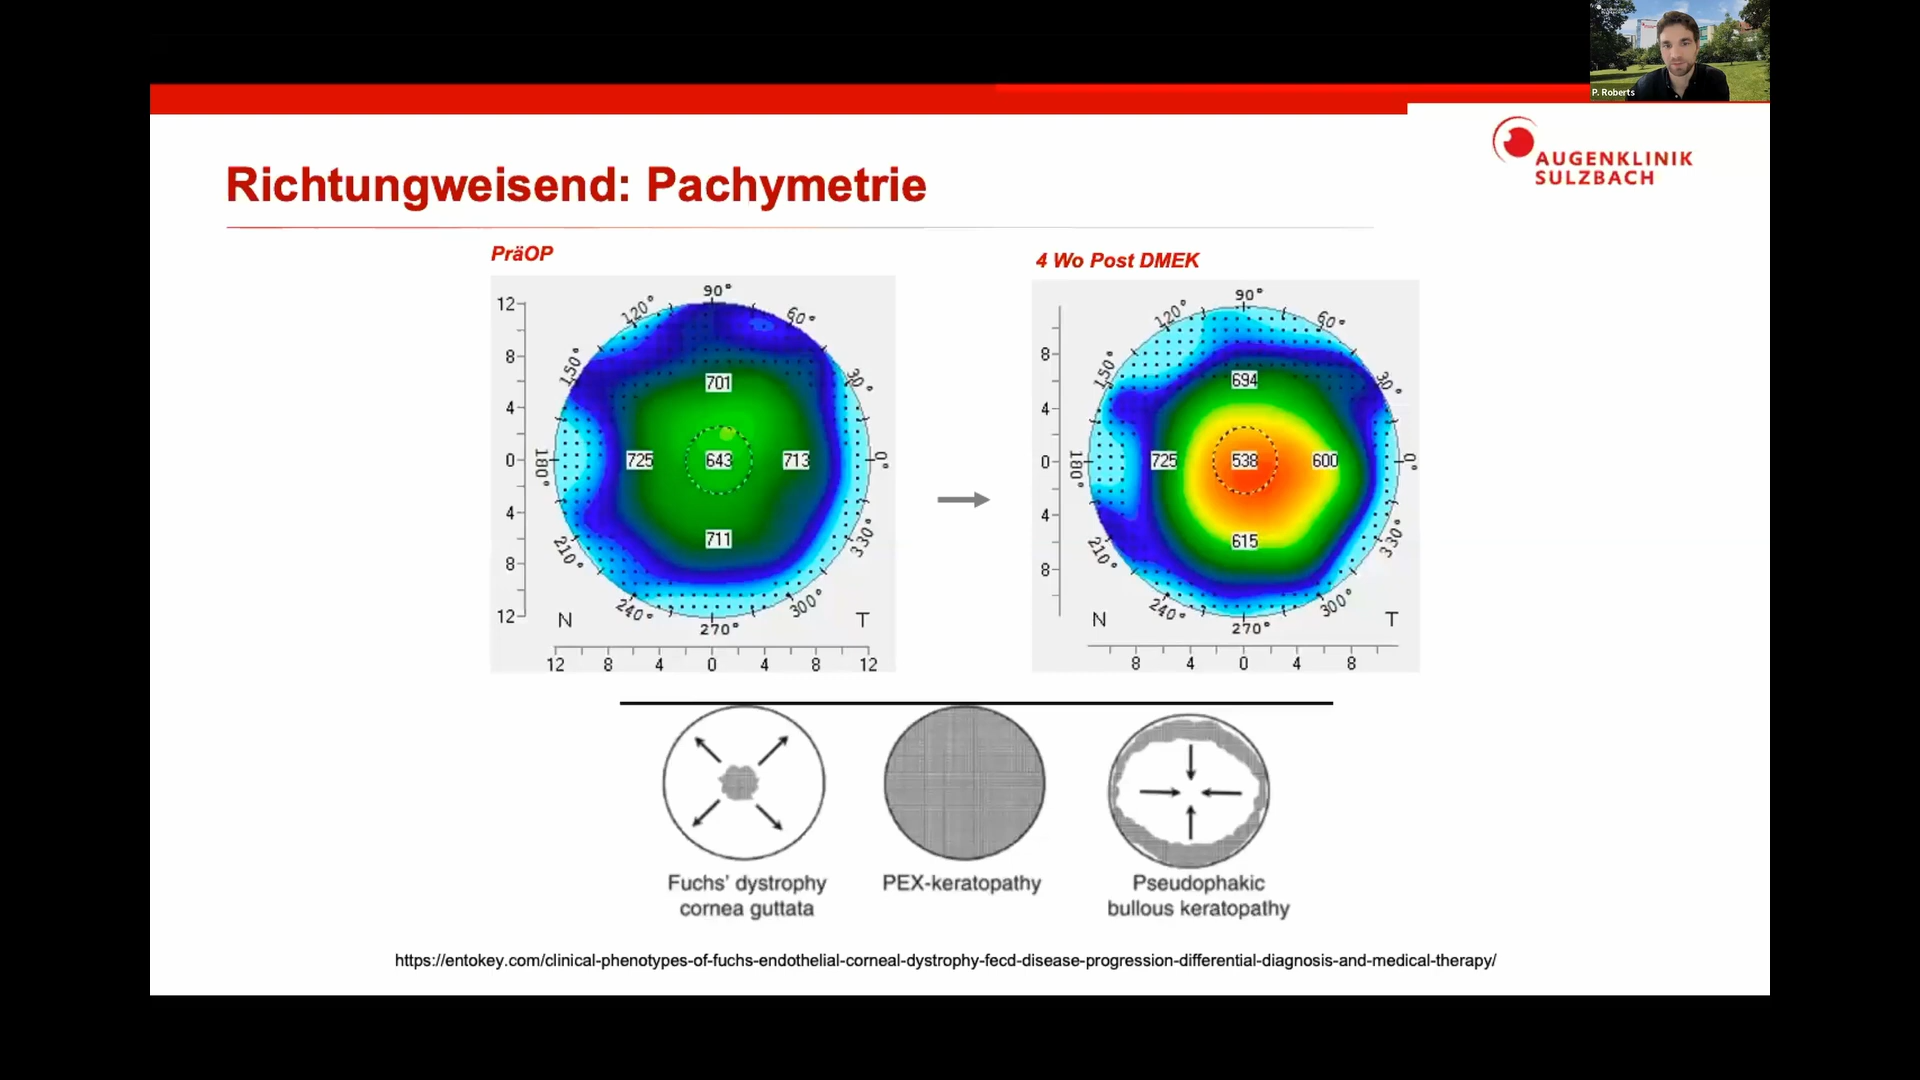 P. Roberts
AUGENKLINIK
SULZBACH
Richtungweisend: Pachymetrie
PräOP
4 Wo Post DMEK
12 8 4 0 4 8 12
90° 60° 30° 0° 330° 300° 270° 240° 210° 180° 150° 120°
701
725 643 713
711
N T
12 8 4 0 4 8 12
8 4 0 4 8
90° 60° 30° 0° 330° 300° 270° 240° 210° 180° 150° 120°
694
725 538 600
615
N T
8 4 0 4 8
Fuchs' dystrophy
cornea guttata
PEX-keratopathy
Pseudophakic
bullous keratopathy
https://entokey.com/clinical-phenotypes-of-fuchs-endothelial-corneal-dystrophy-fecd-disease-progression-differential-diagnosis-and-medical-therapy/